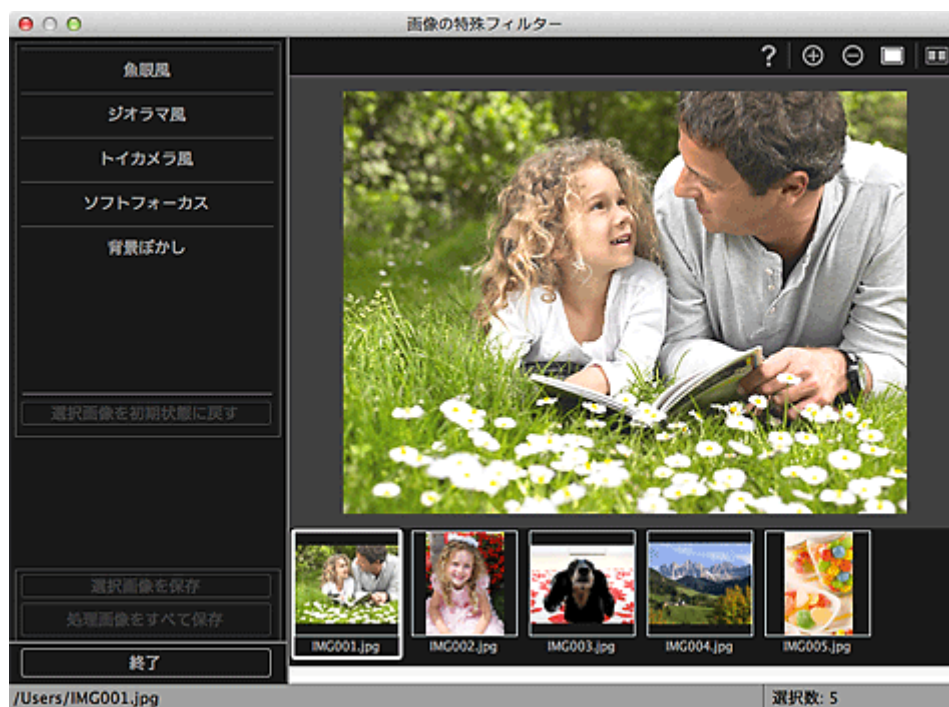 画像の特殊フィルター
魚眼風
ジオラマ風
トイカメラ風
ソフトフォーカス
背景ぼかし
選択画像を初期状態に戻す
選択画像を保存
処理画像をすべて保存
終了
?
IMG001.jpg
IMG002.jpg
IMG003.jpg
IMG004.jpg
IMG005.jpg
/Users/IMG001.jpg
選択数: 5